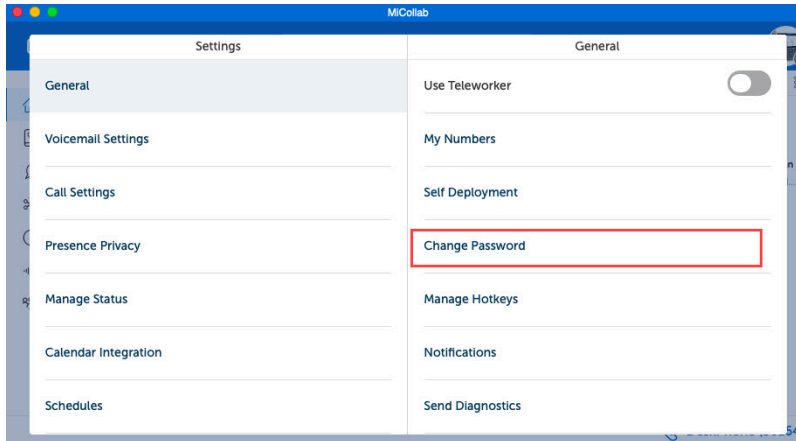 MiCollab
Settings
General
General
Voicemail Settings
Call Settings
Presence Privacy
Manage Status
Calendar Integration
Schedules
Use Teleworker
My Numbers
Self Deployment
Change Password
Manage Hotkeys
Notifications
Send Diagnostics